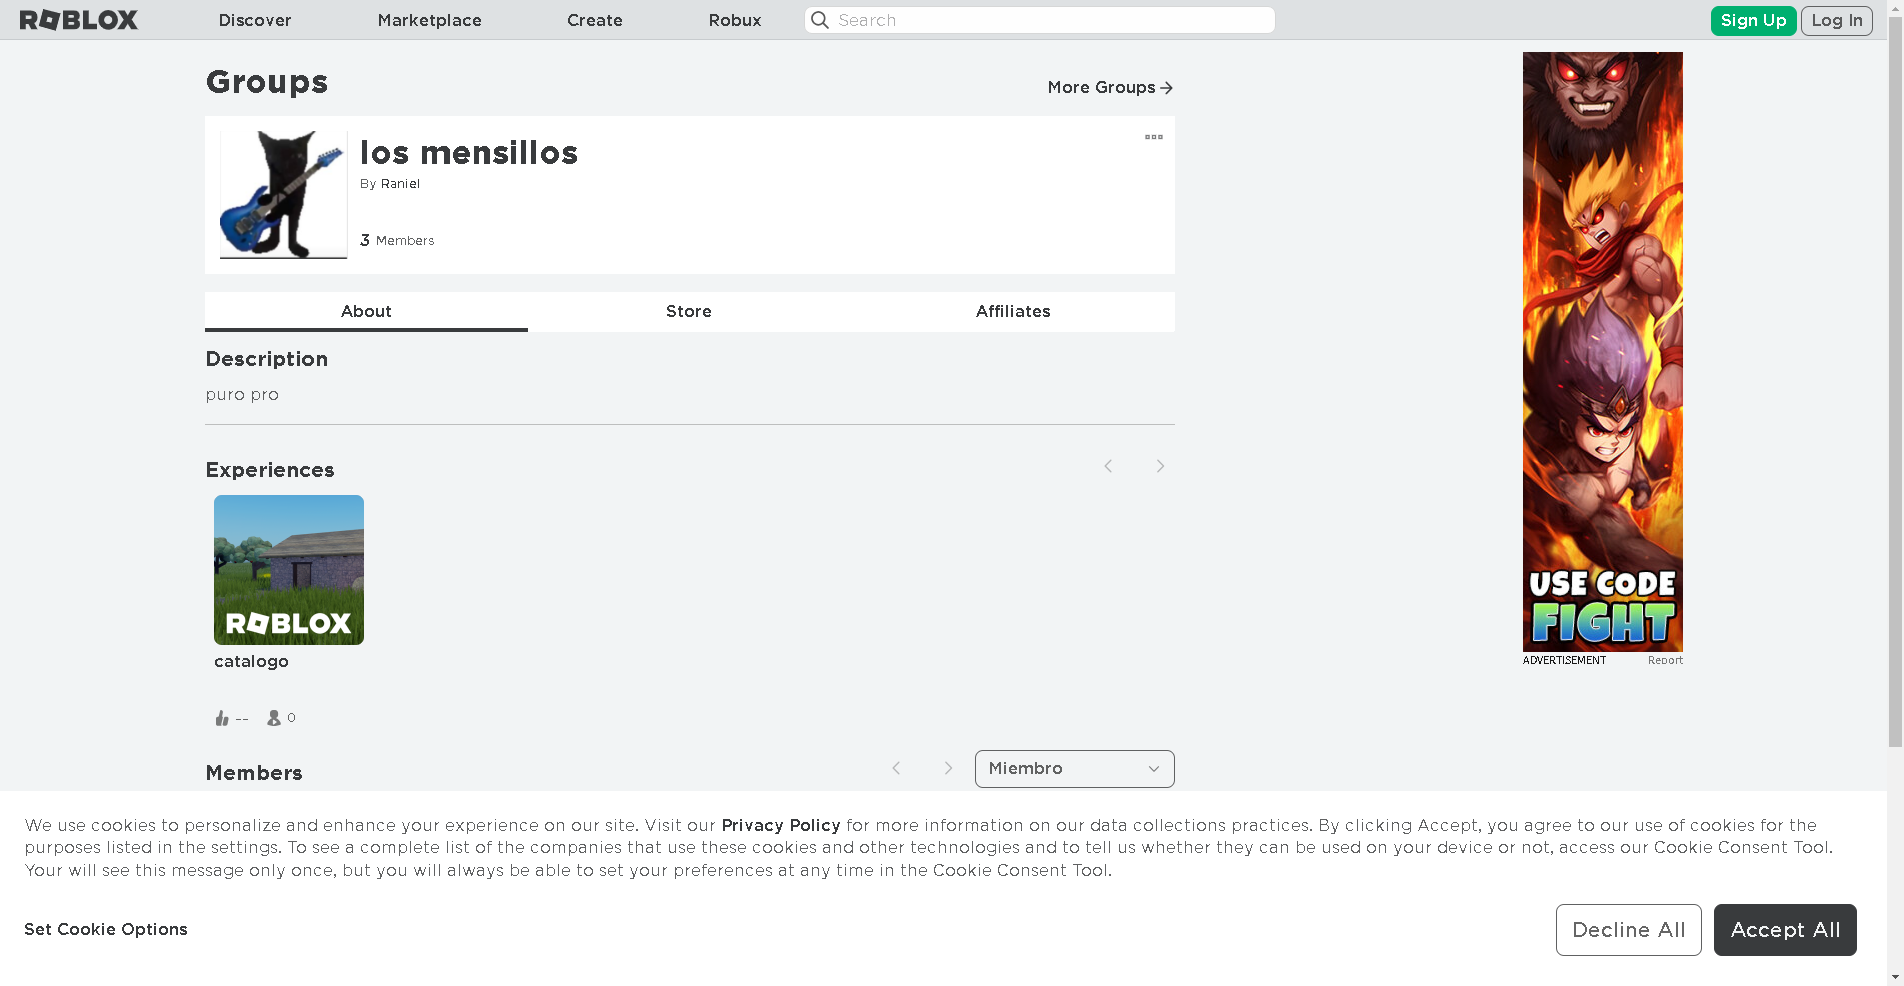 ROBLOX
Discover
Marketplace
Create
Robux
Search
Sign Up
Log In
Groups
More Groups
los mensillos
By Raniel
3 Members
About
Store
Affiliates
Description
puro pro
Experiences
ROBLOX
catalogo
--
0
Members
Miembro
USE CODE
FIGHT
ADVERTISEMENT
Report
We use cookies to personalize and enhance your experience on our site. Visit our Privacy Policy for more information on our data collections practices. By clicking Accept, you agree to our use of cookies for the
purposes listed in the settings. To see a complete list of the companies that use these cookies and other technologies and to tell us whether they can be used on your device or not, access our Cookie Consent Tool.
Your will see this message only once, but you will always be able to set your preferences at any time in the Cookie Consent Tool.
Set Cookie Options
Decline All
Accept All